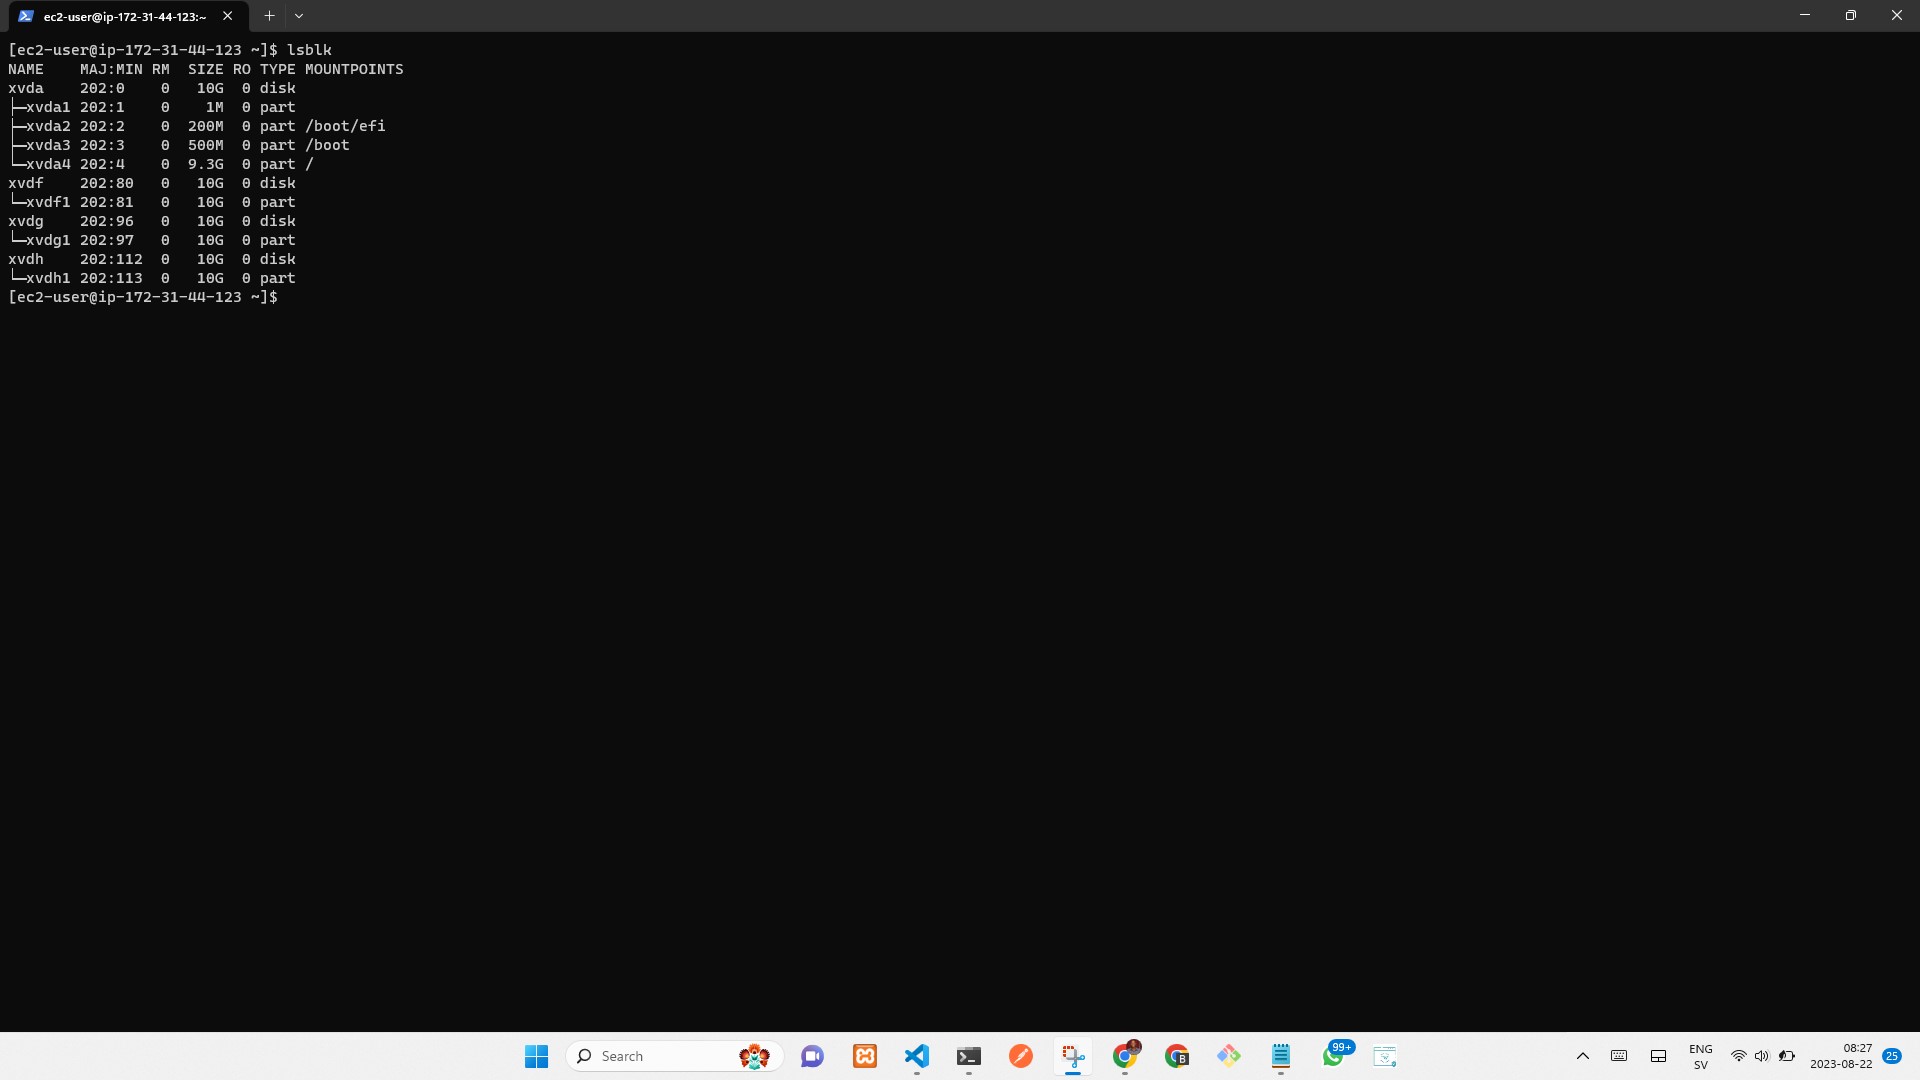 ec2-user@ip-172-31-44-123:~
[ec2-user@ip-172-31-44-123 ~]$ lsblk
NAME    MAJ:MIN RM  SIZE RO TYPE MOUNTPOINTS
xvda    202:0    0   10G  0 disk
├─xvda1 202:1    0    1M  0 part
├─xvda2 202:2    0  200M  0 part /boot/efi
├─xvda3 202:3    0  500M  0 part /boot
└─xvda4 202:4    0  9.3G  0 part /
xvdf    202:80   0   10G  0 disk
└─xvdf1 202:81   0   10G  0 part
xvdg    202:96   0   10G  0 disk
└─xvdg1 202:97   0   10G  0 part
xvdh    202:112  0   10G  0 disk
└─xvdh1 202:113  0   10G  0 part
[ec2-user@ip-172-31-44-123 ~]$
Search
B
99+
ENG
SV
08:27
2023-08-22
25